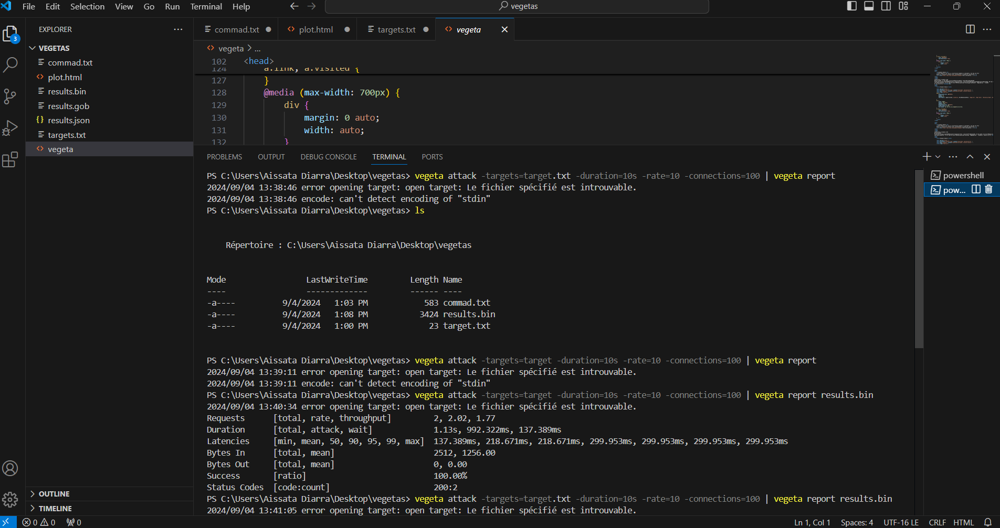 File Edit Selection View Go Run Terminal Help
vegetas
EXPLORER
commad.txt
plot.html
targets.txt
vegeta
3
VEGETAS
commad.txt
plot.html
results.bin
results.gob
results.json
targets.txt
vegeta
OUTLINE
TIMELINE
vegeta > ...
102 <head>
124 a:link, a:visited {
127 }
128 @media (max-width: 700px) {
129 div {
130 margin: 0 auto;
131 width: auto;
132 }
PROBLEMS OUTPUT DEBUG CONSOLE TERMINAL PORTS
powershell
pow...
PS C:\Users\Aissata Diarra\Desktop\vegetas> vegeta attack -targets=target.txt -duration=10s -rate=10 -connections=100 | vegeta report
2024/09/04 13:38:46 error opening target: open target: Le fichier spécifié est introuvable.
2024/09/04 13:38:46 encode: can't detect encoding of "stdin"
PS C:\Users\Aissata Diarra\Desktop\vegetas> ls
Répertoire : C:\Users\Aissata Diarra\Desktop\vegetas
Mode LastWriteTime Length Name
---- ------------- ------ ----
-a---- 9/4/2024 1:03 PM 583 commad.txt
-a---- 9/4/2024 1:08 PM 3424 results.bin
-a---- 9/4/2024 1:00 PM 23 target.txt
PS C:\Users\Aissata Diarra\Desktop\vegetas> vegeta attack -targets=target -duration=10s -rate=10 -connections=100 | vegeta report
2024/09/04 13:39:11 error opening target: open target: Le fichier spécifié est introuvable.
2024/09/04 13:39:11 encode: can't detect encoding of "stdin"
PS C:\Users\Aissata Diarra\Desktop\vegetas> vegeta attack -targets=target -duration=10s -rate=10 -connections=100 | vegeta report results.bin
2024/09/04 13:40:34 error opening target: open target: Le fichier spécifié est introuvable.
Requests [total, rate, throughput] 2, 2.02, 1.77
Duration [total, attack, wait] 1.13s, 992.322ms, 137.389ms
Latencies [min, mean, 50, 90, 95, 99, max] 137.389ms, 218.671ms, 218.671ms, 299.953ms, 299.953ms, 299.953ms, 299.953ms
Bytes In [total, mean] 2512, 1256.00
Bytes Out [total, mean] 0, 0.00
Success [ratio] 100.00%
Status Codes [code:count] 200:2
PS C:\Users\Aissata Diarra\Desktop\vegetas> vegeta attack -targets=target.txt -duration=10s -rate=10 -connections=100 | vegeta report results.bin
2024/09/04 13:41:05 error opening target: open target: Le fichier spécifié est introuvable.
0 0 0
Ln 1, Col 1 Spaces: 4 UTF-16 LE CRLF HTML